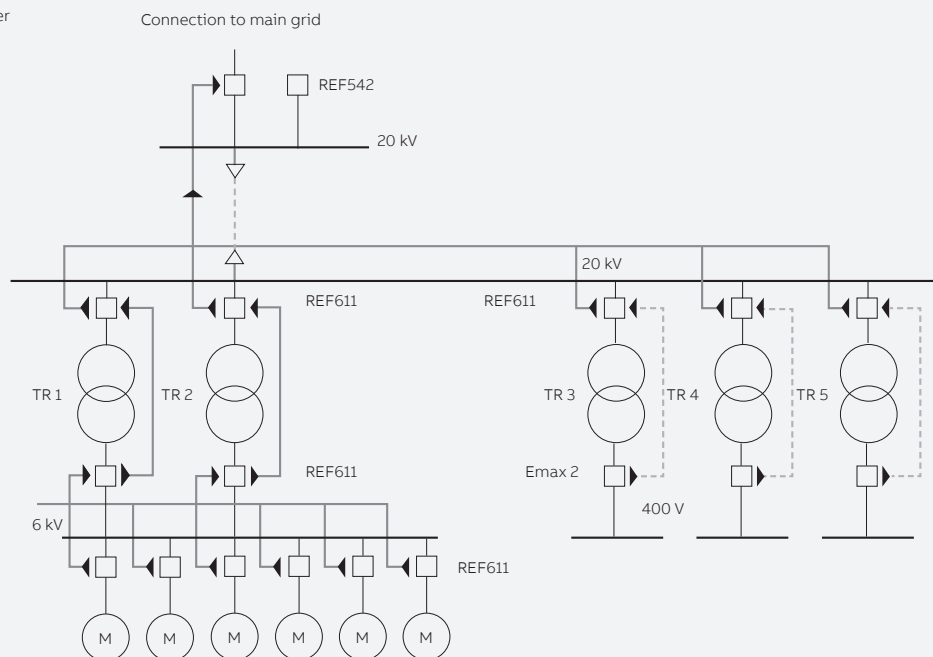 er
Connection to main grid
REF542
20 kV
20 kV
REF611
REF611
TR 1
TR 2
TR 3
TR 4
TR 5
REF611
Emax 2
400 V
6 kV
REF611
M
M
M
M
M
M